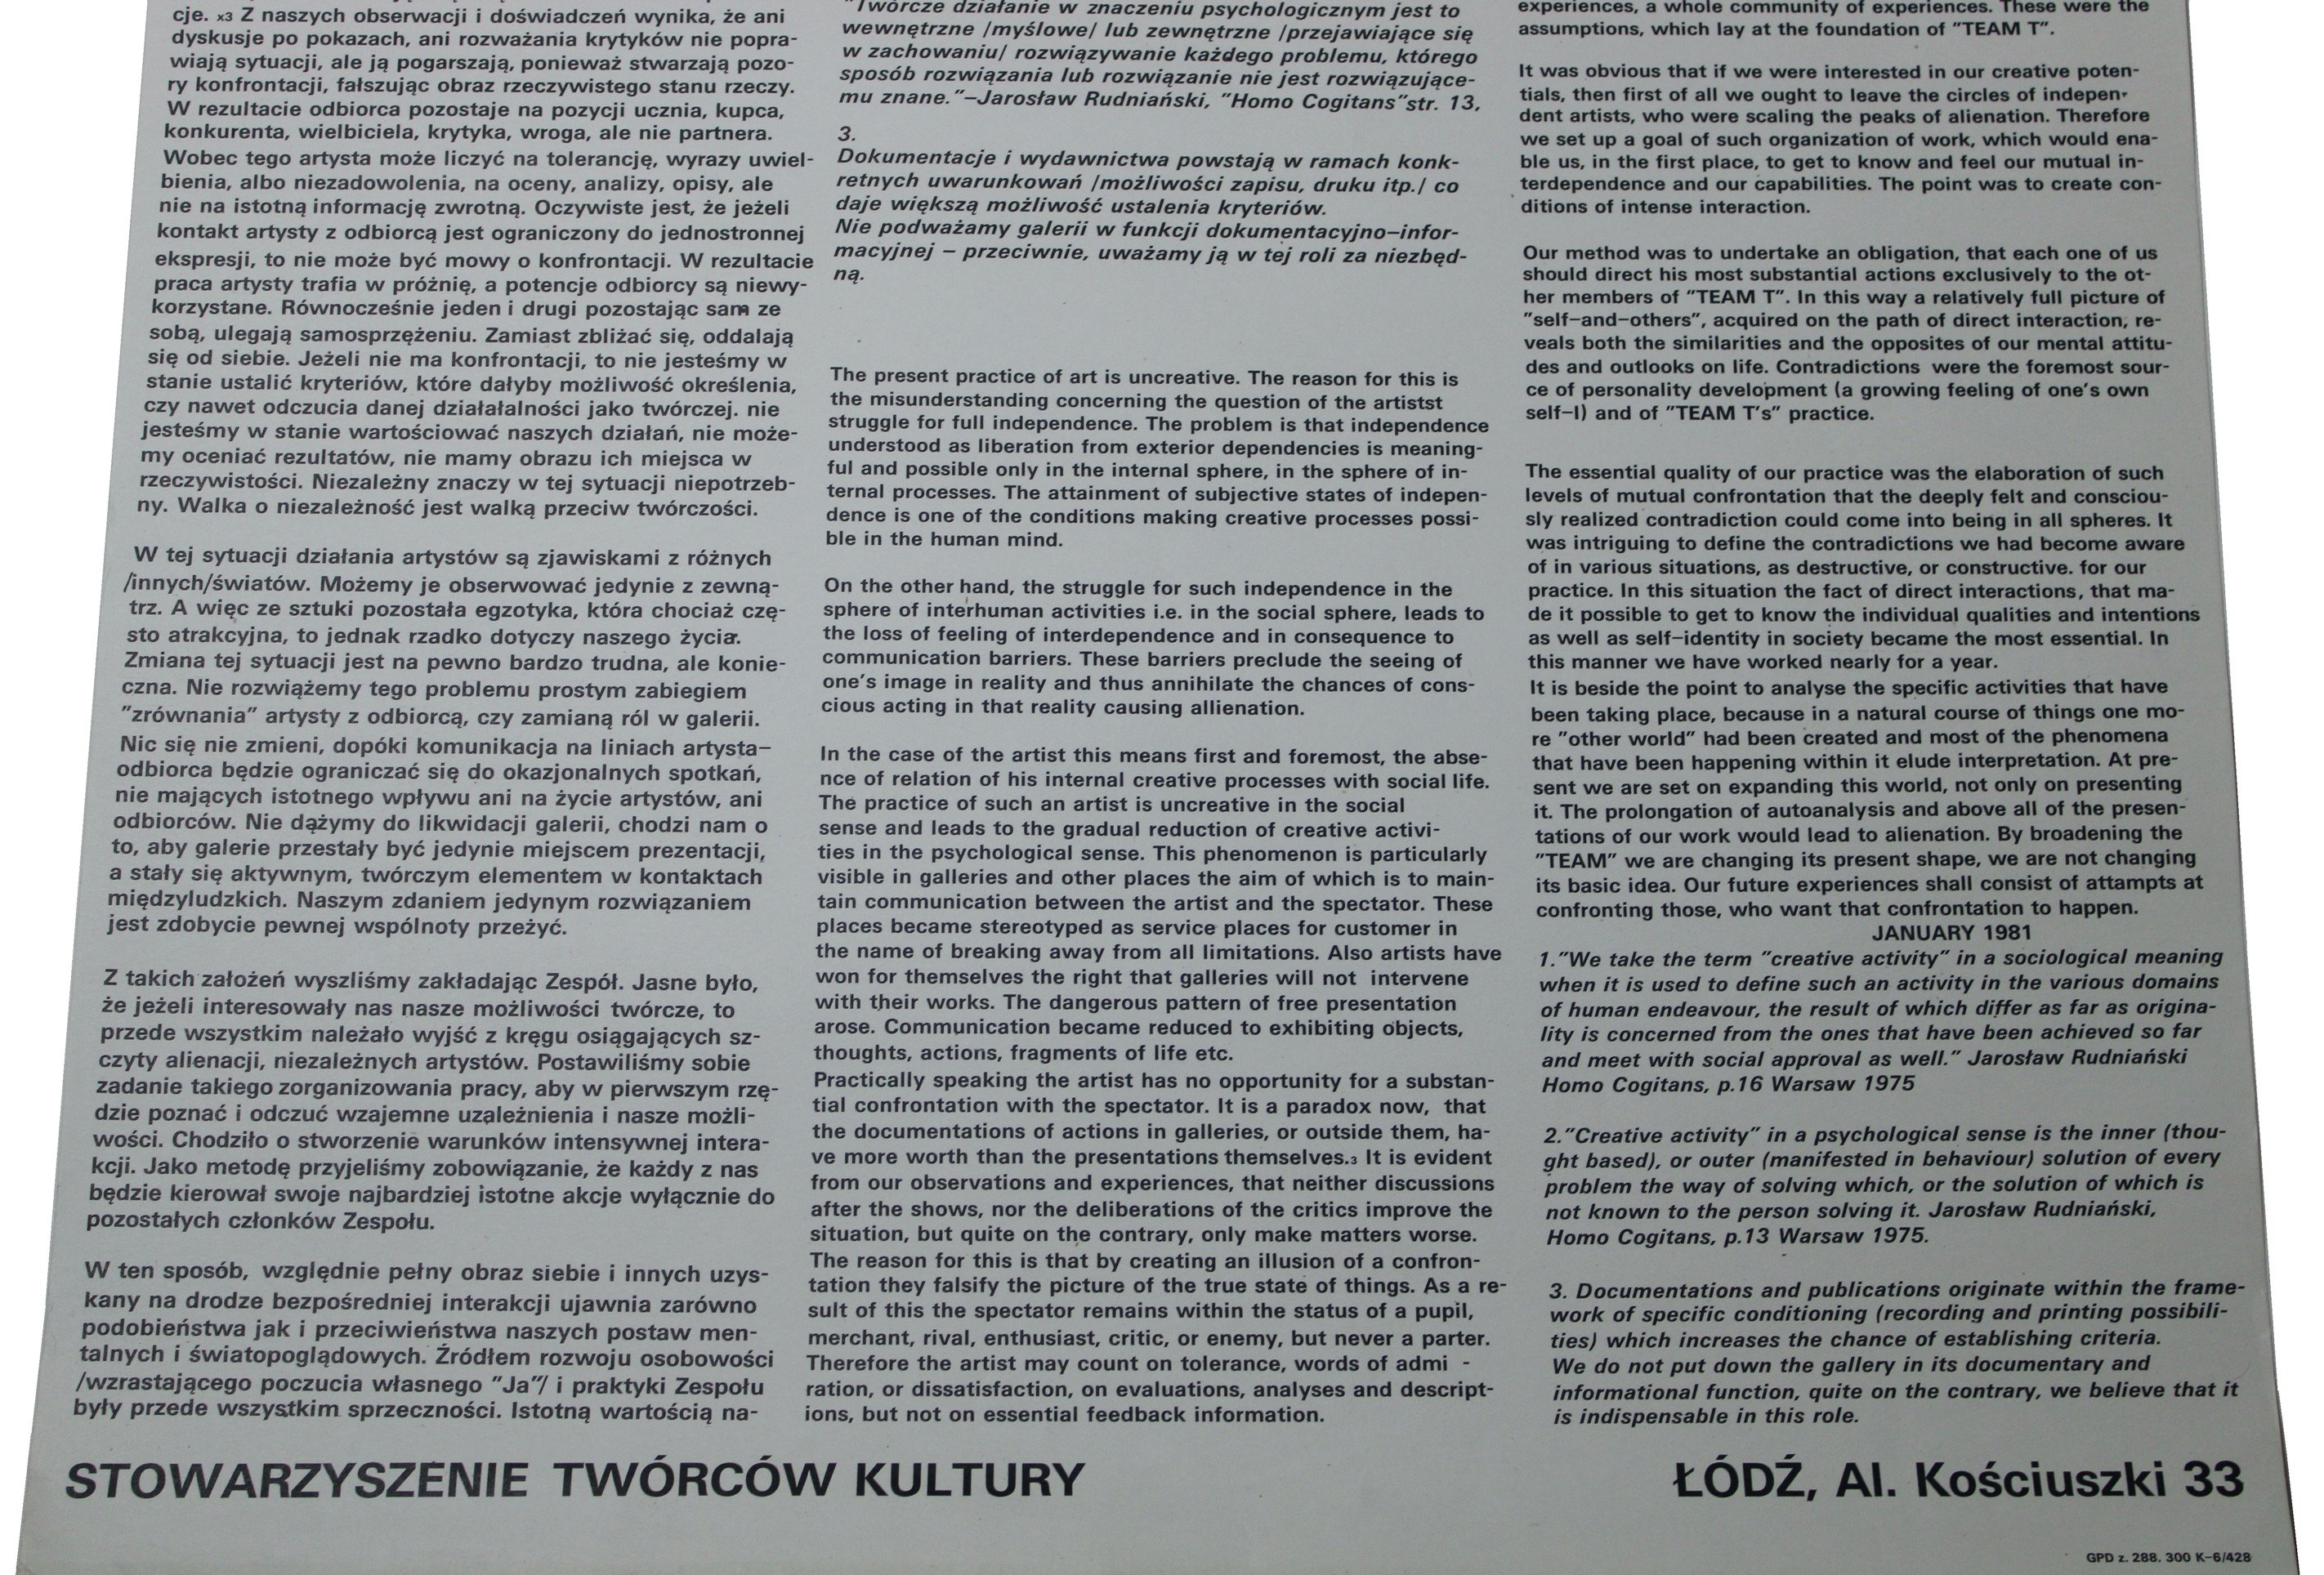 cje. x3 Z naszych obserwacji i doświadczeń wynika, że ani
dyskusje po pokazach, ani rozważania krytyków nie popra-
wiają sytuacji, ale ją pogarszają, ponieważ stwarzają pozo-
ry konfrontacji, fałszując obraz rzeczywistego stanu rzeczy.
W rezultacie odbiorca pozostaje na pozycji ucznia, kupca,
konkurenta, wielbiciela, krytyka, wroga, ale nie partnera.
Wobec tego artysta może liczyć na tolerancję, wyrazy uwiel-
bienia, albo niezadowolenia, na oceny, analizy, opisy, ale
nie na istotną informację zwrotną. Oczywiste jest, że jeżeli
kontakt artysty z odbiorcą jest ograniczony do jednostronnej
ekspresji, to nie może być mowy o konfrontacji. W rezultacie
praca artysty trafia w próżnię, a potencje odbiorcy są niewy-
korzystane. Równocześnie jeden i drugi pozostając sam ze
sobą, ulegają samosprzężeniu. Zamiast zbliżać się, oddalają
się od siebie. Jeżeli nie ma konfrontacji, to nie jesteśmy w
stanie ustalić kryteriów, które dałyby możliwość określenia,
czy nawet odczucia danej działałalności jako twórczej. nie
jesteśmy w stanie wartościować naszych działań, nie może-
my oceniać rezultatów, nie mamy obrazu ich miejsca w
rzeczywistości. Niezależny znaczy w tej sytuacji niepotrzeb-
ny. Walka o niezależność jest walką przeciw twórczości.
W tej sytuacji działania artystów są zjawiskami z różnych
/innych/światów. Możemy je obserwować jedynie z zewną-
trz. A więc ze sztuki pozostała egzotyka, która chociaż czę-
sto atrakcyjna, to jednak rzadko dotyczy naszego życia.
Zmiana tej sytuacji jest na pewno bardzo trudna, ale konie-
czna. Nie rozwiążemy tego problemu prostym zabiegiem
"zrównania" artysty z odbiorcą, czy zamianą ról w galerii.
Nic się nie zmieni, dopóki komunikacja na liniach artysta–
odbiorca będzie ograniczać się do okazjonalnych spotkań,
nie mających istotnego wpływu ani na życie artystów, ani
odbiorców. Nie dążymy do likwidacji galerii, chodzi nam o
to, aby galerie przestały być jedynie miejscem prezentacji,
a stały się aktywnym, twórczym elementem w kontaktach
międzyludzkich. Naszym zdaniem jedynym rozwiązaniem
jest zdobycie pewnej wspólnoty przeżyć.
Z takich założeń wyszliśmy zakładając Zespół. Jasne było,
że jeżeli interesowały nas nasze możliwości twórcze, to
przede wszystkim należało wyjść z kręgu osiągających sz-
czyty alienacji, niezależnych artystów. Postawiliśmy sobie
zadanie takiego zorganizowania pracy, aby w pierwszym rzę-
dzie poznać i odczuć wzajemne uzależnienia i nasze możli-
wości. Chodziło o stworzenie warunków intensywnej intera-
kcji. Jako metodę przyjeliśmy zobowiązanie, że każdy z nas
będzie kierował swoje najbardziej istotne akcje wyłącznie do
pozostałych członków Zespołu.
W ten sposób, względnie pełny obraz siebie i innych uzys-
kany na drodze bezpośredniej interakcji ujawnia zarówno
podobieństwa jak i przeciwieństwa naszych postaw men-
talnych i światopoglądowych. Źródłem rozwoju osobowości
/wzrastającego poczucia własnego "Ja"/ i praktyki Zespołu
były przede wszystkim sprzeczności. Istotną wartością na-
"Twórcze działanie w znaczeniu psychologicznym jest to
wewnętrzne /myślowe/ lub zewnętrzne /przejawiające się
w zachowaniu/ rozwiązywanie każdego problemu, którego
sposób rozwiązania lub rozwiązanie nie jest rozwiązujące-
mu znane."–Jarosław Rudniański, "Homo Cogitans"str. 13,
3.
Dokumentacje i wydawnictwa powstają w ramach konk-
retnych uwarunkowań /możliwości zapisu, druku itp./ co
daje większą możliwość ustalenia kryteriów.
Nie podważamy galerii w funkcji dokumentacyjno–infor-
macyjnej – przeciwnie, uważamy ją w tej roli za niezbęd-
ną.
The present practice of art is uncreative. The reason for this is
the misunderstanding concerning the question of the artistst
struggle for full independence. The problem is that independence
understood as liberation from exterior dependencies is meaning-
ful and possible only in the internal sphere, in the sphere of in-
ternal processes. The attainment of subjective states of indepen-
dence is one of the conditions making creative processes possi-
ble in the human mind.
On the other hand, the struggle for such independence in the
sphere of interhuman activities i.e. in the social sphere, leads to
the loss of feeling of interdependence and in consequence to
communication barriers. These barriers preclude the seeing of
one's image in reality and thus annihilate the chances of cons-
cious acting in that reality causing allienation.
In the case of the artist this means first and foremost, the abse-
nce of relation of his internal creative processes with social life.
The practice of such an artist is uncreative in the social
sense and leads to the gradual reduction of creative activi-
ties in the psychological sense. This phenomenon is particularly
visible in galleries and other places the aim of which is to main-
tain communication between the artist and the spectator. These
places became stereotyped as service places for customer in
the name of breaking away from all limitations. Also artists have
won for themselves the right that galleries will not intervene
with their works. The dangerous pattern of free presentation
arose. Communication became reduced to exhibiting objects,
thoughts, actions, fragments of life etc.
Practically speaking the artist has no opportunity for a substan-
tial confrontation with the spectator. It is a paradox now, that
the documentations of actions in galleries, or outside them, ha-
ve more worth than the presentations themselves.3 It is evident
from our observations and experiences, that neither discussions
after the shows, nor the deliberations of the critics improve the
situation, but quite on the contrary, only make matters worse.
The reason for this is that by creating an illusion of a confron-
tation they falsify the picture of the true state of things. As a re-
sult of this the spectator remains within the status of a pupil,
merchant, rival, enthusiast, critic, or enemy, but never a parter.
Therefore the artist may count on tolerance, words of admi -
ration, or dissatisfaction, on evaluations, analyses and descript-
ions, but not on essential feedback information.
experiences, a whole community of experiences. These were the
assumptions, which lay at the foundation of "TEAM T".
It was obvious that if we were interested in our creative poten-
tials, then first of all we ought to leave the circles of indepen-
dent artists, who were scaling the peaks of alienation. Therefore
we set up a goal of such organization of work, which would ena-
ble us, in the first place, to get to know and feel our mutual in-
terdependence and our capabilities. The point was to create con-
ditions of intense interaction.
Our method was to undertake an obligation, that each one of us
should direct his most substantial actions exclusively to the ot-
her members of "TEAM T". In this way a relatively full picture of
"self–and–others", acquired on the path of direct interaction, re-
veals both the similarities and the opposites of our mental attitu-
des and outlooks on life. Contradictions were the foremost sour-
ce of personality development (a growing feeling of one's own
self–I) and of "TEAM T's" practice.
The essential quality of our practice was the elaboration of such
levels of mutual confrontation that the deeply felt and consciou-
sly realized contradiction could come into being in all spheres. It
was intriguing to define the contradictions we had become aware
of in various situations, as destructive, or constructive. for our
practice. In this situation the fact of direct interactions, that ma-
de it possible to get to know the individual qualities and intentions
as well as self–identity in society became the most essential. In
this manner we have worked nearly for a year.
It is beside the point to analyse the specific activities that have
been taking place, because in a natural course of things one mo-
re "other world" had been created and most of the phenomena
that have been happening within it elude interpretation. At pre-
sent we are set on expanding this world, not only on presenting
it. The prolongation of autoanalysis and above all of the presen-
tations of our work would lead to alienation. By broadening the
"TEAM" we are changing its present shape, we are not changing
its basic idea. Our future experiences shall consist of attampts at
confronting those, who want that confrontation to happen.
JANUARY 1981
1."We take the term "creative activity" in a sociological meaning
when it is used to define such an activity in the various domains
of human endeavour, the result of which differ as far as origina-
lity is concerned from the ones that have been achieved so far
and meet with social approval as well." Jarosław Rudniański
Homo Cogitans, p.16 Warsaw 1975
2."Creative activity" in a psychological sense is the inner (thou-
ght based), or outer (manifested in behaviour) solution of every
problem the way of solving which, or the solution of which is
not known to the person solving it. Jarosław Rudniański,
Homo Cogitans, p.13 Warsaw 1975.
3. Documentations and publications originate within the frame-
work of specific conditioning (recording and printing possibili-
ties) which increases the chance of establishing criteria.
We do not put down the gallery in its documentary and
informational function, quite on the contrary, we believe that it
is indispensable in this role.
STOWARZYSZENIE TWÓRCÓW KULTURY
ŁÓDŹ, Al. Kościuszki 33
GPD z. 288. 300 K–6/428